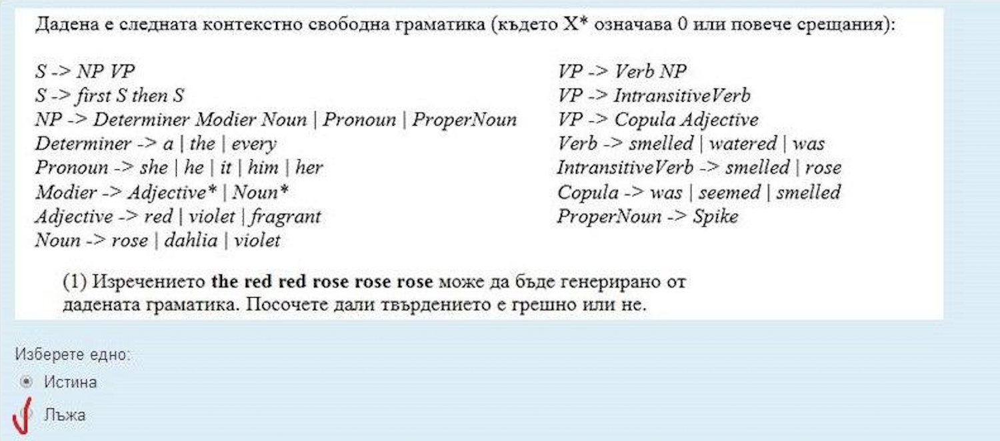 Дадена е следната контекстно свободна граматика (където X* означава 0 или повече срещания):
S -> NP VP
S -> first S then S
NP -> Determiner Modier Noun | Pronoun | ProperNoun
Determiner -> a | the | every
Pronoun -> she | he | it | him | her
Modier -> Adjective* | Noun*
Adjective -> red | violet | fragrant
Noun -> rose | dahlia | violet
VP -> Verb NP
VP -> IntransitiveVerb
VP -> Copula Adjective
Verb -> smelled | watered | was
IntransitiveVerb -> smelled | rose
Copula -> was | seemed | smelled
ProperNoun -> Spike
(1) Изречението the red red rose rose rose може да бъде генерирано от
дадената граматика. Посочете дали твърдението е грешно или не.
Изберете едно:
Истина
Лъжа